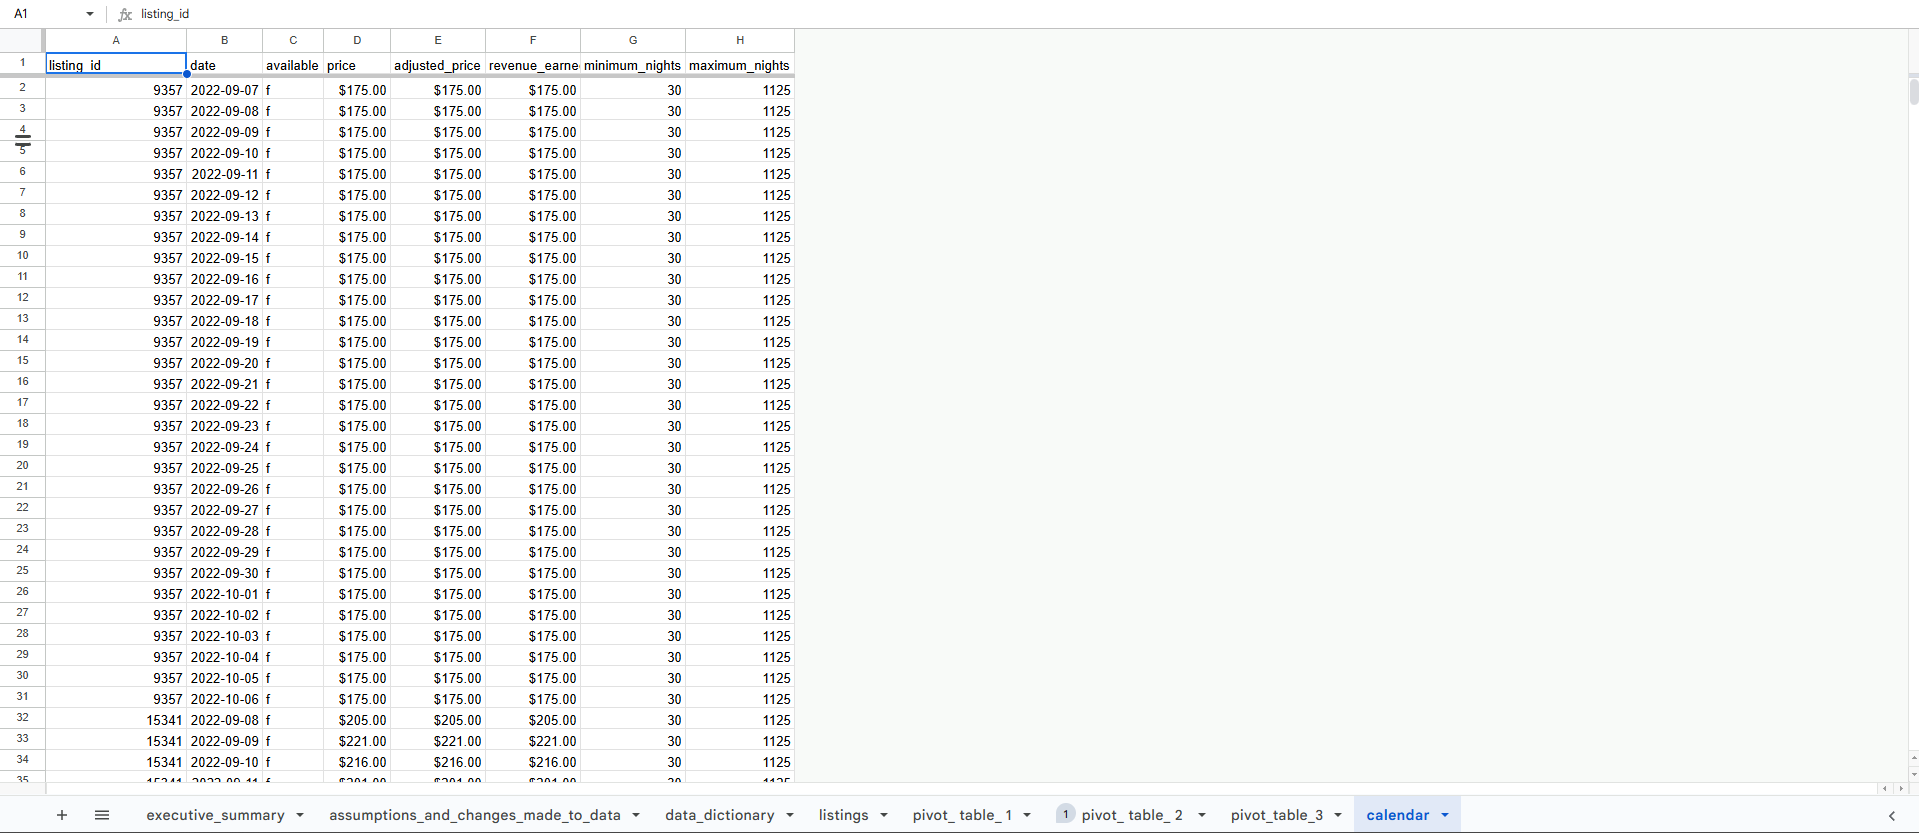 A1 fx listing_id
A B C D E F G H
1 listing_id date available price adjusted_price revenue_earne minimum_nights maximum_nights
2 9357 2022-09-07 f $175.00 $175.00 $175.00 30 1125
3 9357 2022-09-08 f $175.00 $175.00 $175.00 30 1125
4 9357 2022-09-09 f $175.00 $175.00 $175.00 30 1125
5 9357 2022-09-10 f $175.00 $175.00 $175.00 30 1125
6 9357 2022-09-11 f $175.00 $175.00 $175.00 30 1125
7 9357 2022-09-12 f $175.00 $175.00 $175.00 30 1125
8 9357 2022-09-13 f $175.00 $175.00 $175.00 30 1125
9 9357 2022-09-14 f $175.00 $175.00 $175.00 30 1125
10 9357 2022-09-15 f $175.00 $175.00 $175.00 30 1125
11 9357 2022-09-16 f $175.00 $175.00 $175.00 30 1125
12 9357 2022-09-17 f $175.00 $175.00 $175.00 30 1125
13 9357 2022-09-18 f $175.00 $175.00 $175.00 30 1125
14 9357 2022-09-19 f $175.00 $175.00 $175.00 30 1125
15 9357 2022-09-20 f $175.00 $175.00 $175.00 30 1125
16 9357 2022-09-21 f $175.00 $175.00 $175.00 30 1125
17 9357 2022-09-22 f $175.00 $175.00 $175.00 30 1125
18 9357 2022-09-23 f $175.00 $175.00 $175.00 30 1125
19 9357 2022-09-24 f $175.00 $175.00 $175.00 30 1125
20 9357 2022-09-25 f $175.00 $175.00 $175.00 30 1125
21 9357 2022-09-26 f $175.00 $175.00 $175.00 30 1125
22 9357 2022-09-27 f $175.00 $175.00 $175.00 30 1125
23 9357 2022-09-28 f $175.00 $175.00 $175.00 30 1125
24 9357 2022-09-29 f $175.00 $175.00 $175.00 30 1125
25 9357 2022-09-30 f $175.00 $175.00 $175.00 30 1125
26 9357 2022-10-01 f $175.00 $175.00 $175.00 30 1125
27 9357 2022-10-02 f $175.00 $175.00 $175.00 30 1125
28 9357 2022-10-03 f $175.00 $175.00 $175.00 30 1125
29 9357 2022-10-04 f $175.00 $175.00 $175.00 30 1125
30 9357 2022-10-05 f $175.00 $175.00 $175.00 30 1125
31 9357 2022-10-06 f $175.00 $175.00 $175.00 30 1125
32 15341 2022-09-08 f $205.00 $205.00 $205.00 30 1125
33 15341 2022-09-09 f $221.00 $221.00 $221.00 30 1125
34 15341 2022-09-10 f $216.00 $216.00 $216.00 30 1125
35 15341 2022-09-11 f $201.00 $201.00 $201.00 30 1125
executive_summary assumptions_and_changes_made_to_data data_dictionary listings pivot_ table_ 1 1 pivot_ table_ 2 pivot_table_3 calendar